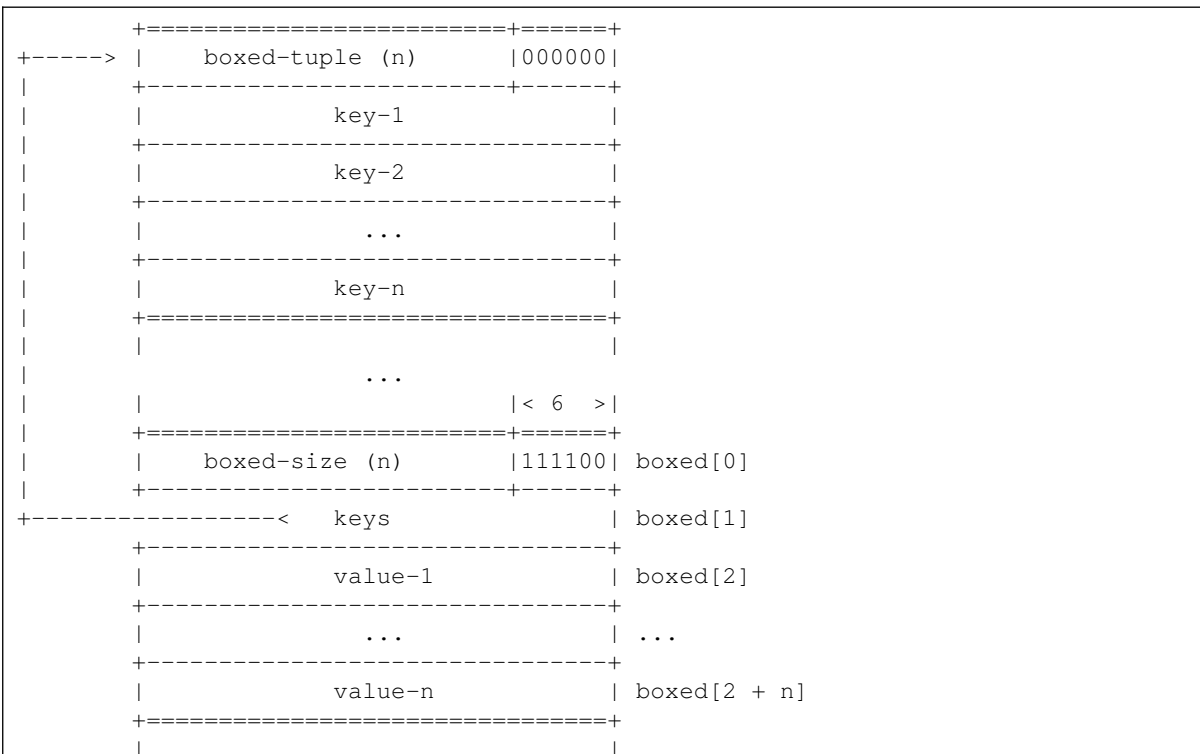 +=========================+======+
+-----> |    boxed-tuple (n)      |000000|
|       +-------------------------+------+
|       |             key-1              |
|       +--------------------------------+
|       |             key-2              |
|       +--------------------------------+
|       |               ...              |
|       +--------------------------------+
|       |             key-n              |
|       +================================+
|       |                                |
|                       ...
|       |                         |< 6  >|
|       +=========================+======+
|       |    boxed-size (n)       |111100| boxed[0]
|       +-------------------------+------+
+-----------------<   keys               | boxed[1]
        +--------------------------------+
        |             value-1            | boxed[2]
        +--------------------------------+
        |               ...              | ...
        +--------------------------------+
        |             value-n            | boxed[2 + n]
        +================================+
        |                                |